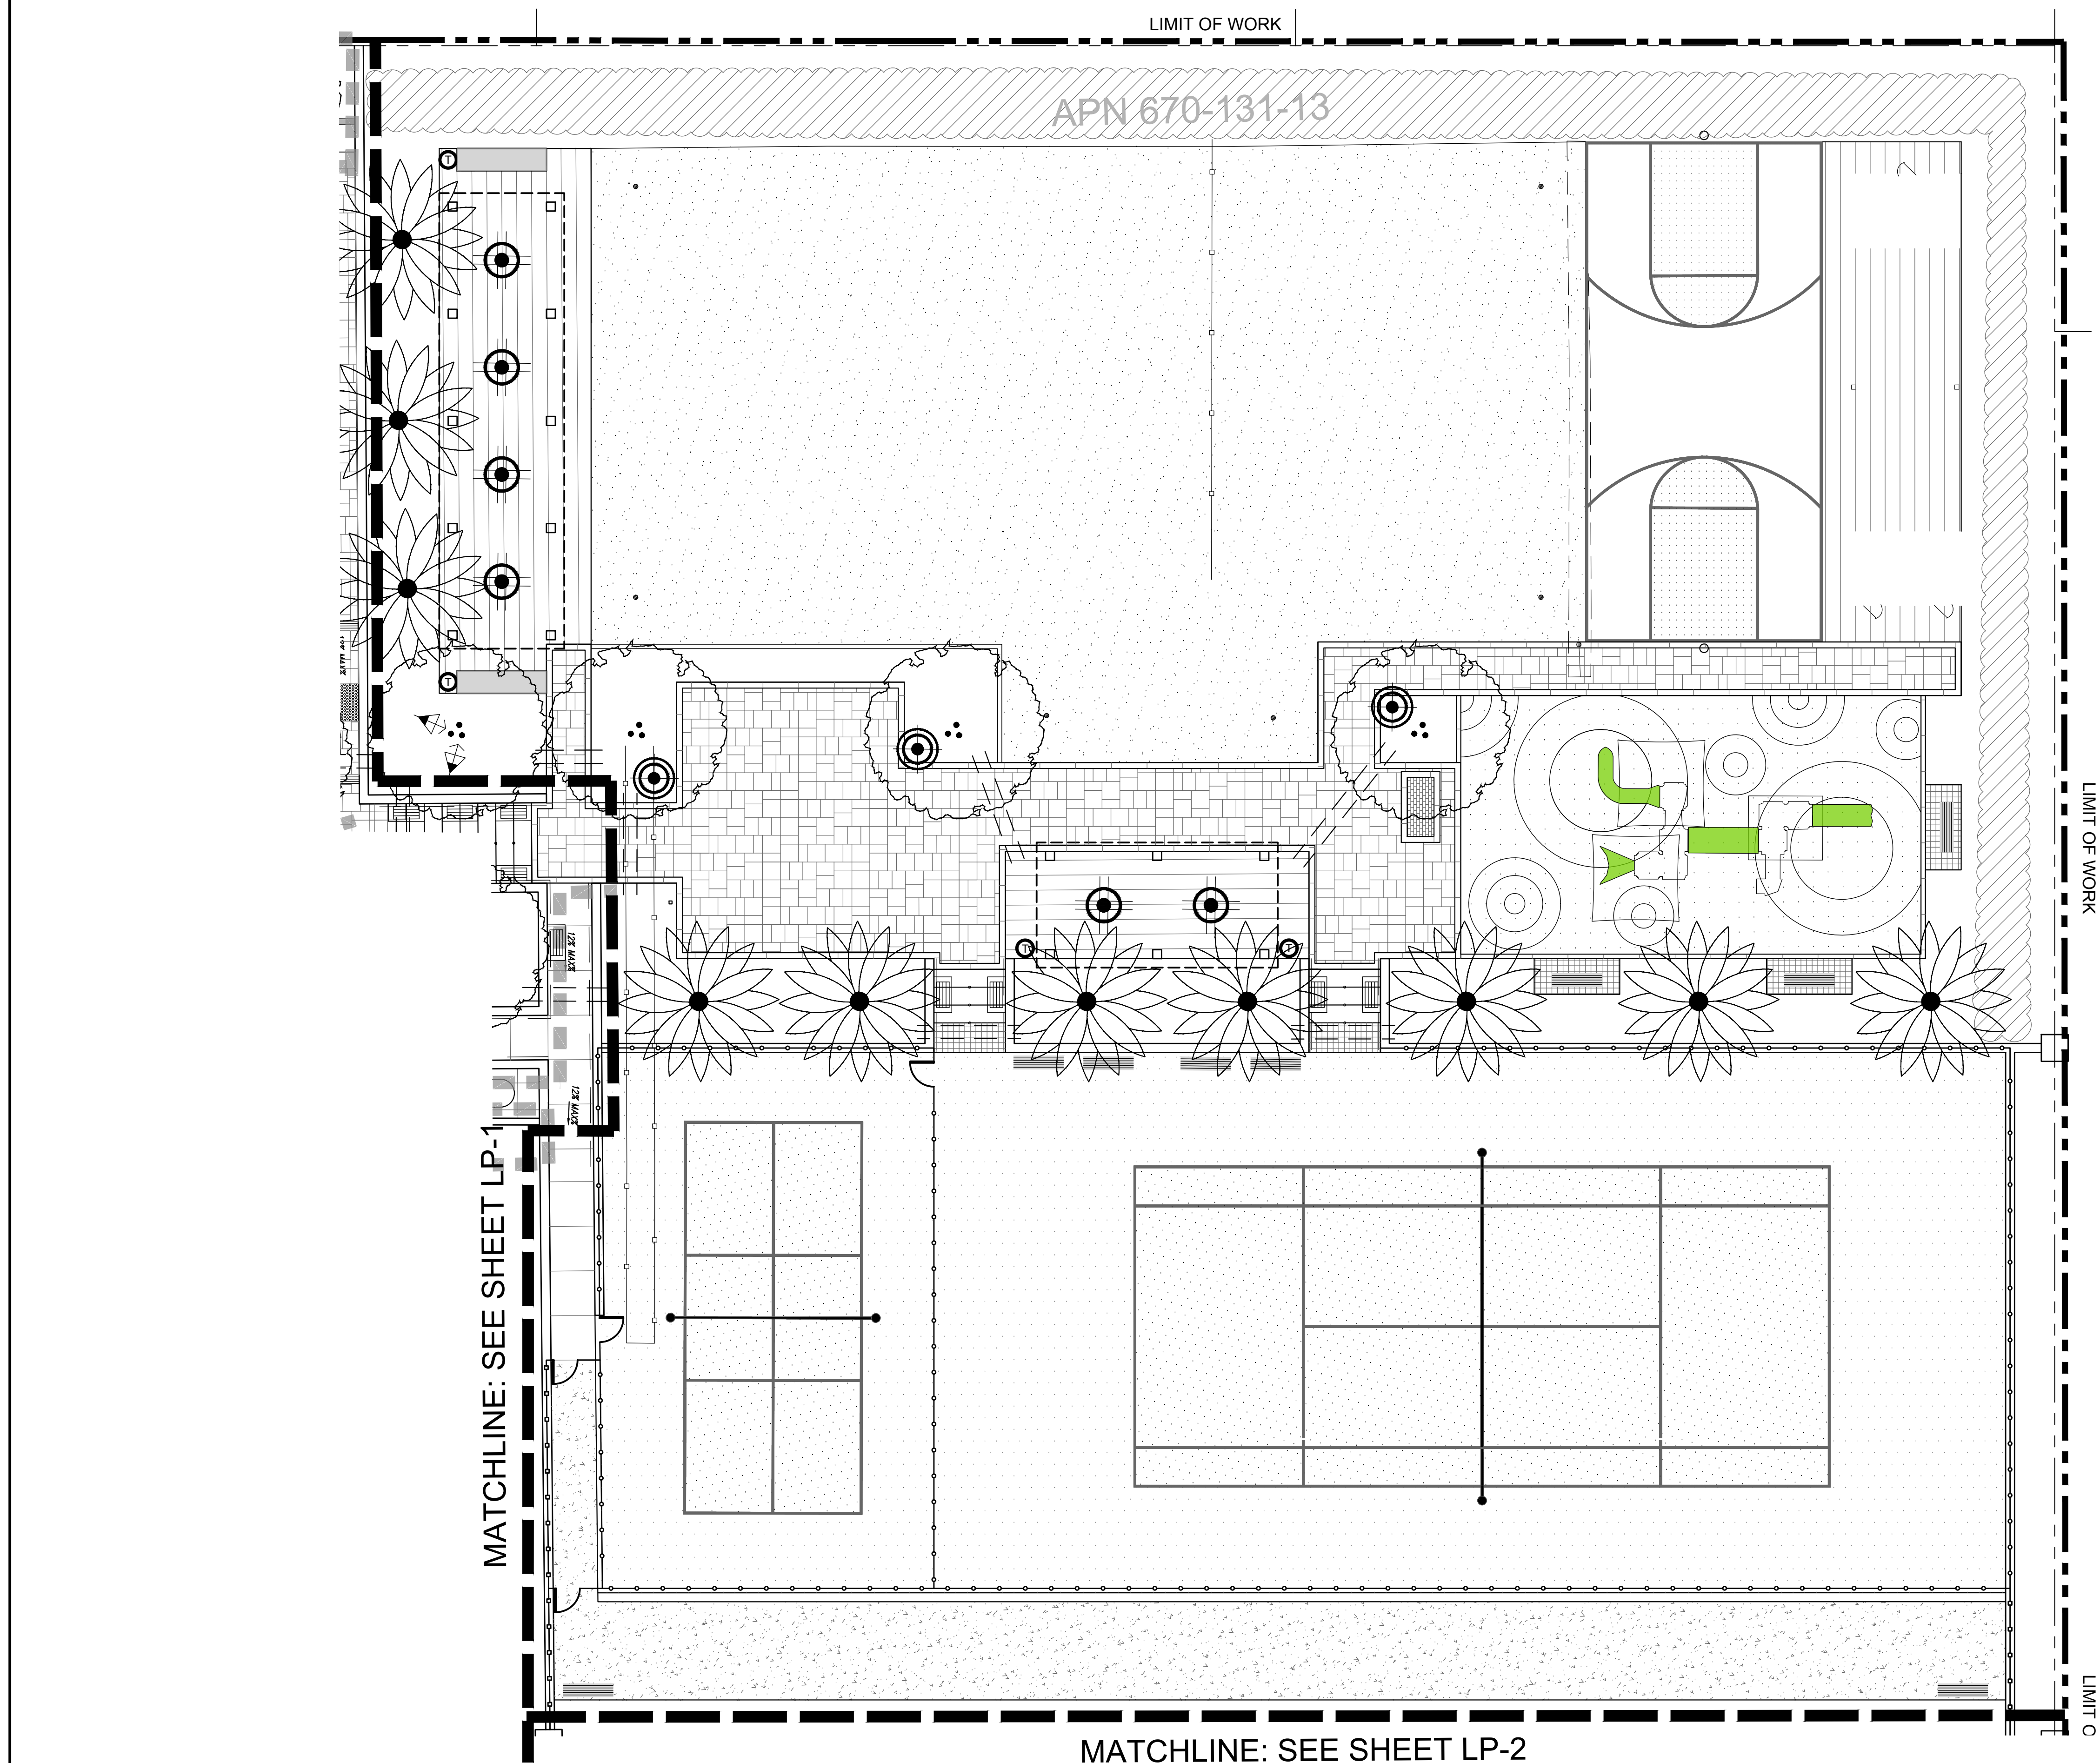 LIMIT OF WORK
APN 670-131-13
T
T
LIMIT OF WORK
T
T
12% MAX%
12% MAX%
MATCHLINE: SEE SHEET LP-1
LIMIT O
MATCHLINE: SEE SHEET LP-2